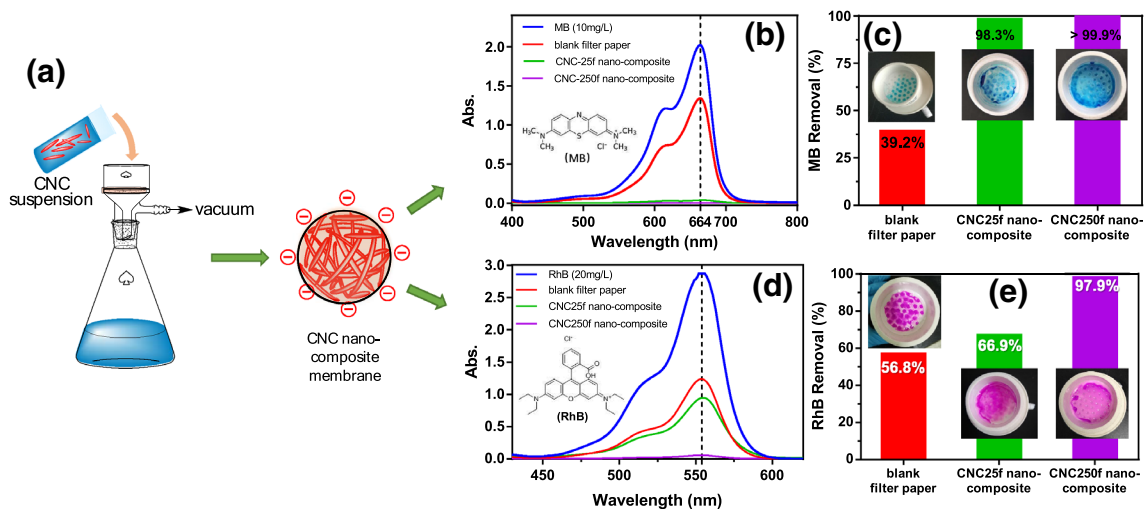 (a)
CNC
suspension
vacuum
CNC nano-
composite
membrane
(b)
MB (10mg/L)
blank filter paper
CNC-25f nano-composite
CNC-250f nano-composite
Abs.
2.0
1.5
1.0
0.5
0.0
400
500
600
664
700
800
Wavelength (nm)
H3C
N
CH3
N
S
N
CH3
CH3
Cl-
(MB)
(c)
MB Removal (%)
100
75
50
25
0
39.2%
98.3%
> 99.9%
blank
filter paper
CNC25f nano-
composite
CNC250f nano-
composite
(d)
RhB (20mg/L)
blank filter paper
CNC25f nano-composite
CNC250f nano-composite
Abs.
3.0
2.5
2.0
1.5
1.0
0.5
0.0
450
500
550
600
Wavelength (nm)
Cl-
O
OH
N
O
N
(RhB)
(e)
RhB Removal (%)
100
80
60
40
20
0
56.8%
66.9%
97.9%
blank
filter paper
CNC25f nano-
composite
CNC250f nano-
composite